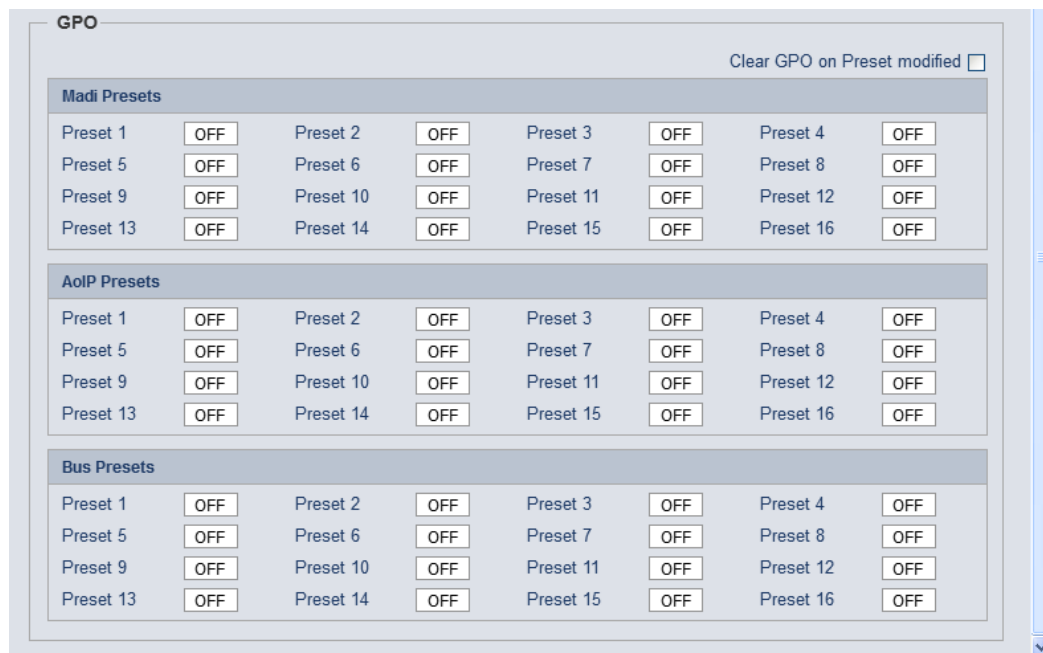 GPO
Clear GPO on Preset modified
Madi Presets
Preset 1 OFF Preset 2 OFF Preset 3 OFF Preset 4 OFF
Preset 5 OFF Preset 6 OFF Preset 7 OFF Preset 8 OFF
Preset 9 OFF Preset 10 OFF Preset 11 OFF Preset 12 OFF
Preset 13 OFF Preset 14 OFF Preset 15 OFF Preset 16 OFF
AoIP Presets
Preset 1 OFF Preset 2 OFF Preset 3 OFF Preset 4 OFF
Preset 5 OFF Preset 6 OFF Preset 7 OFF Preset 8 OFF
Preset 9 OFF Preset 10 OFF Preset 11 OFF Preset 12 OFF
Preset 13 OFF Preset 14 OFF Preset 15 OFF Preset 16 OFF
Bus Presets
Preset 1 OFF Preset 2 OFF Preset 3 OFF Preset 4 OFF
Preset 5 OFF Preset 6 OFF Preset 7 OFF Preset 8 OFF
Preset 9 OFF Preset 10 OFF Preset 11 OFF Preset 12 OFF
Preset 13 OFF Preset 14 OFF Preset 15 OFF Preset 16 OFF